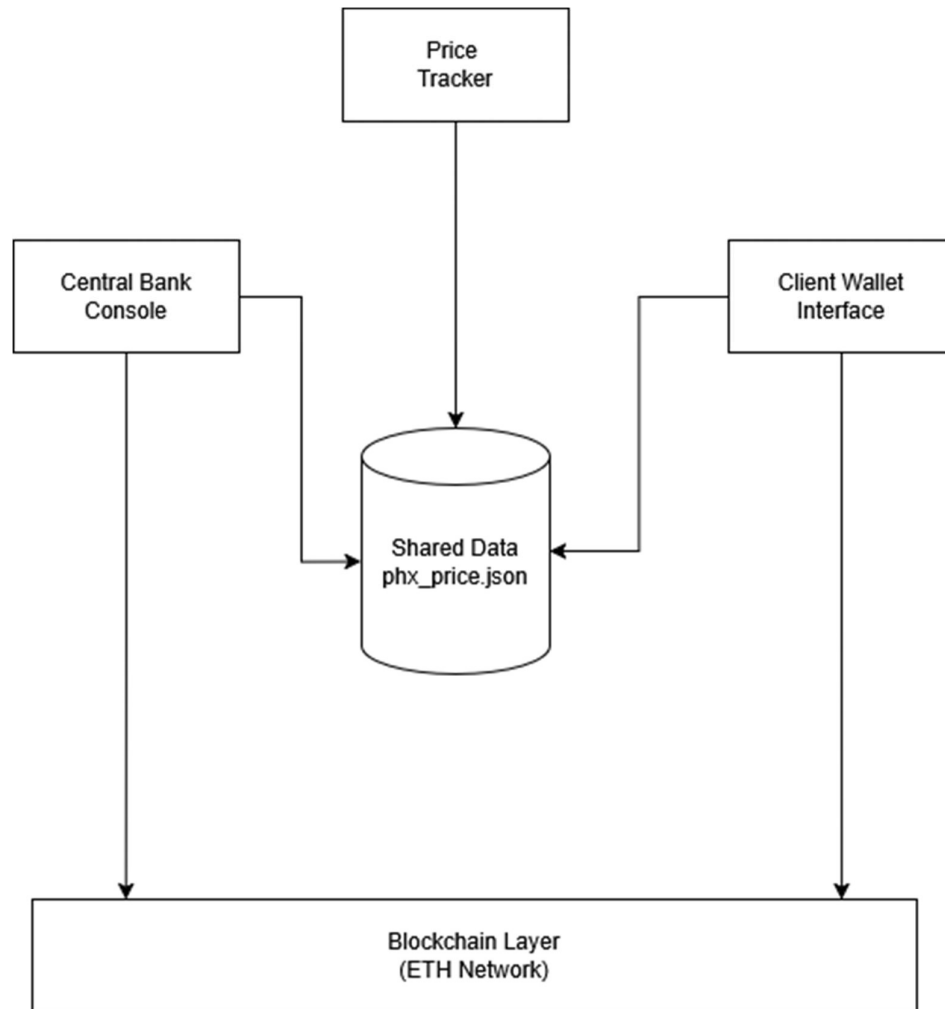 Price
Tracker
Central Bank
Console
Client Wallet
Interface
Shared Data
phx_price.json
Blockchain Layer
(ETH Network)